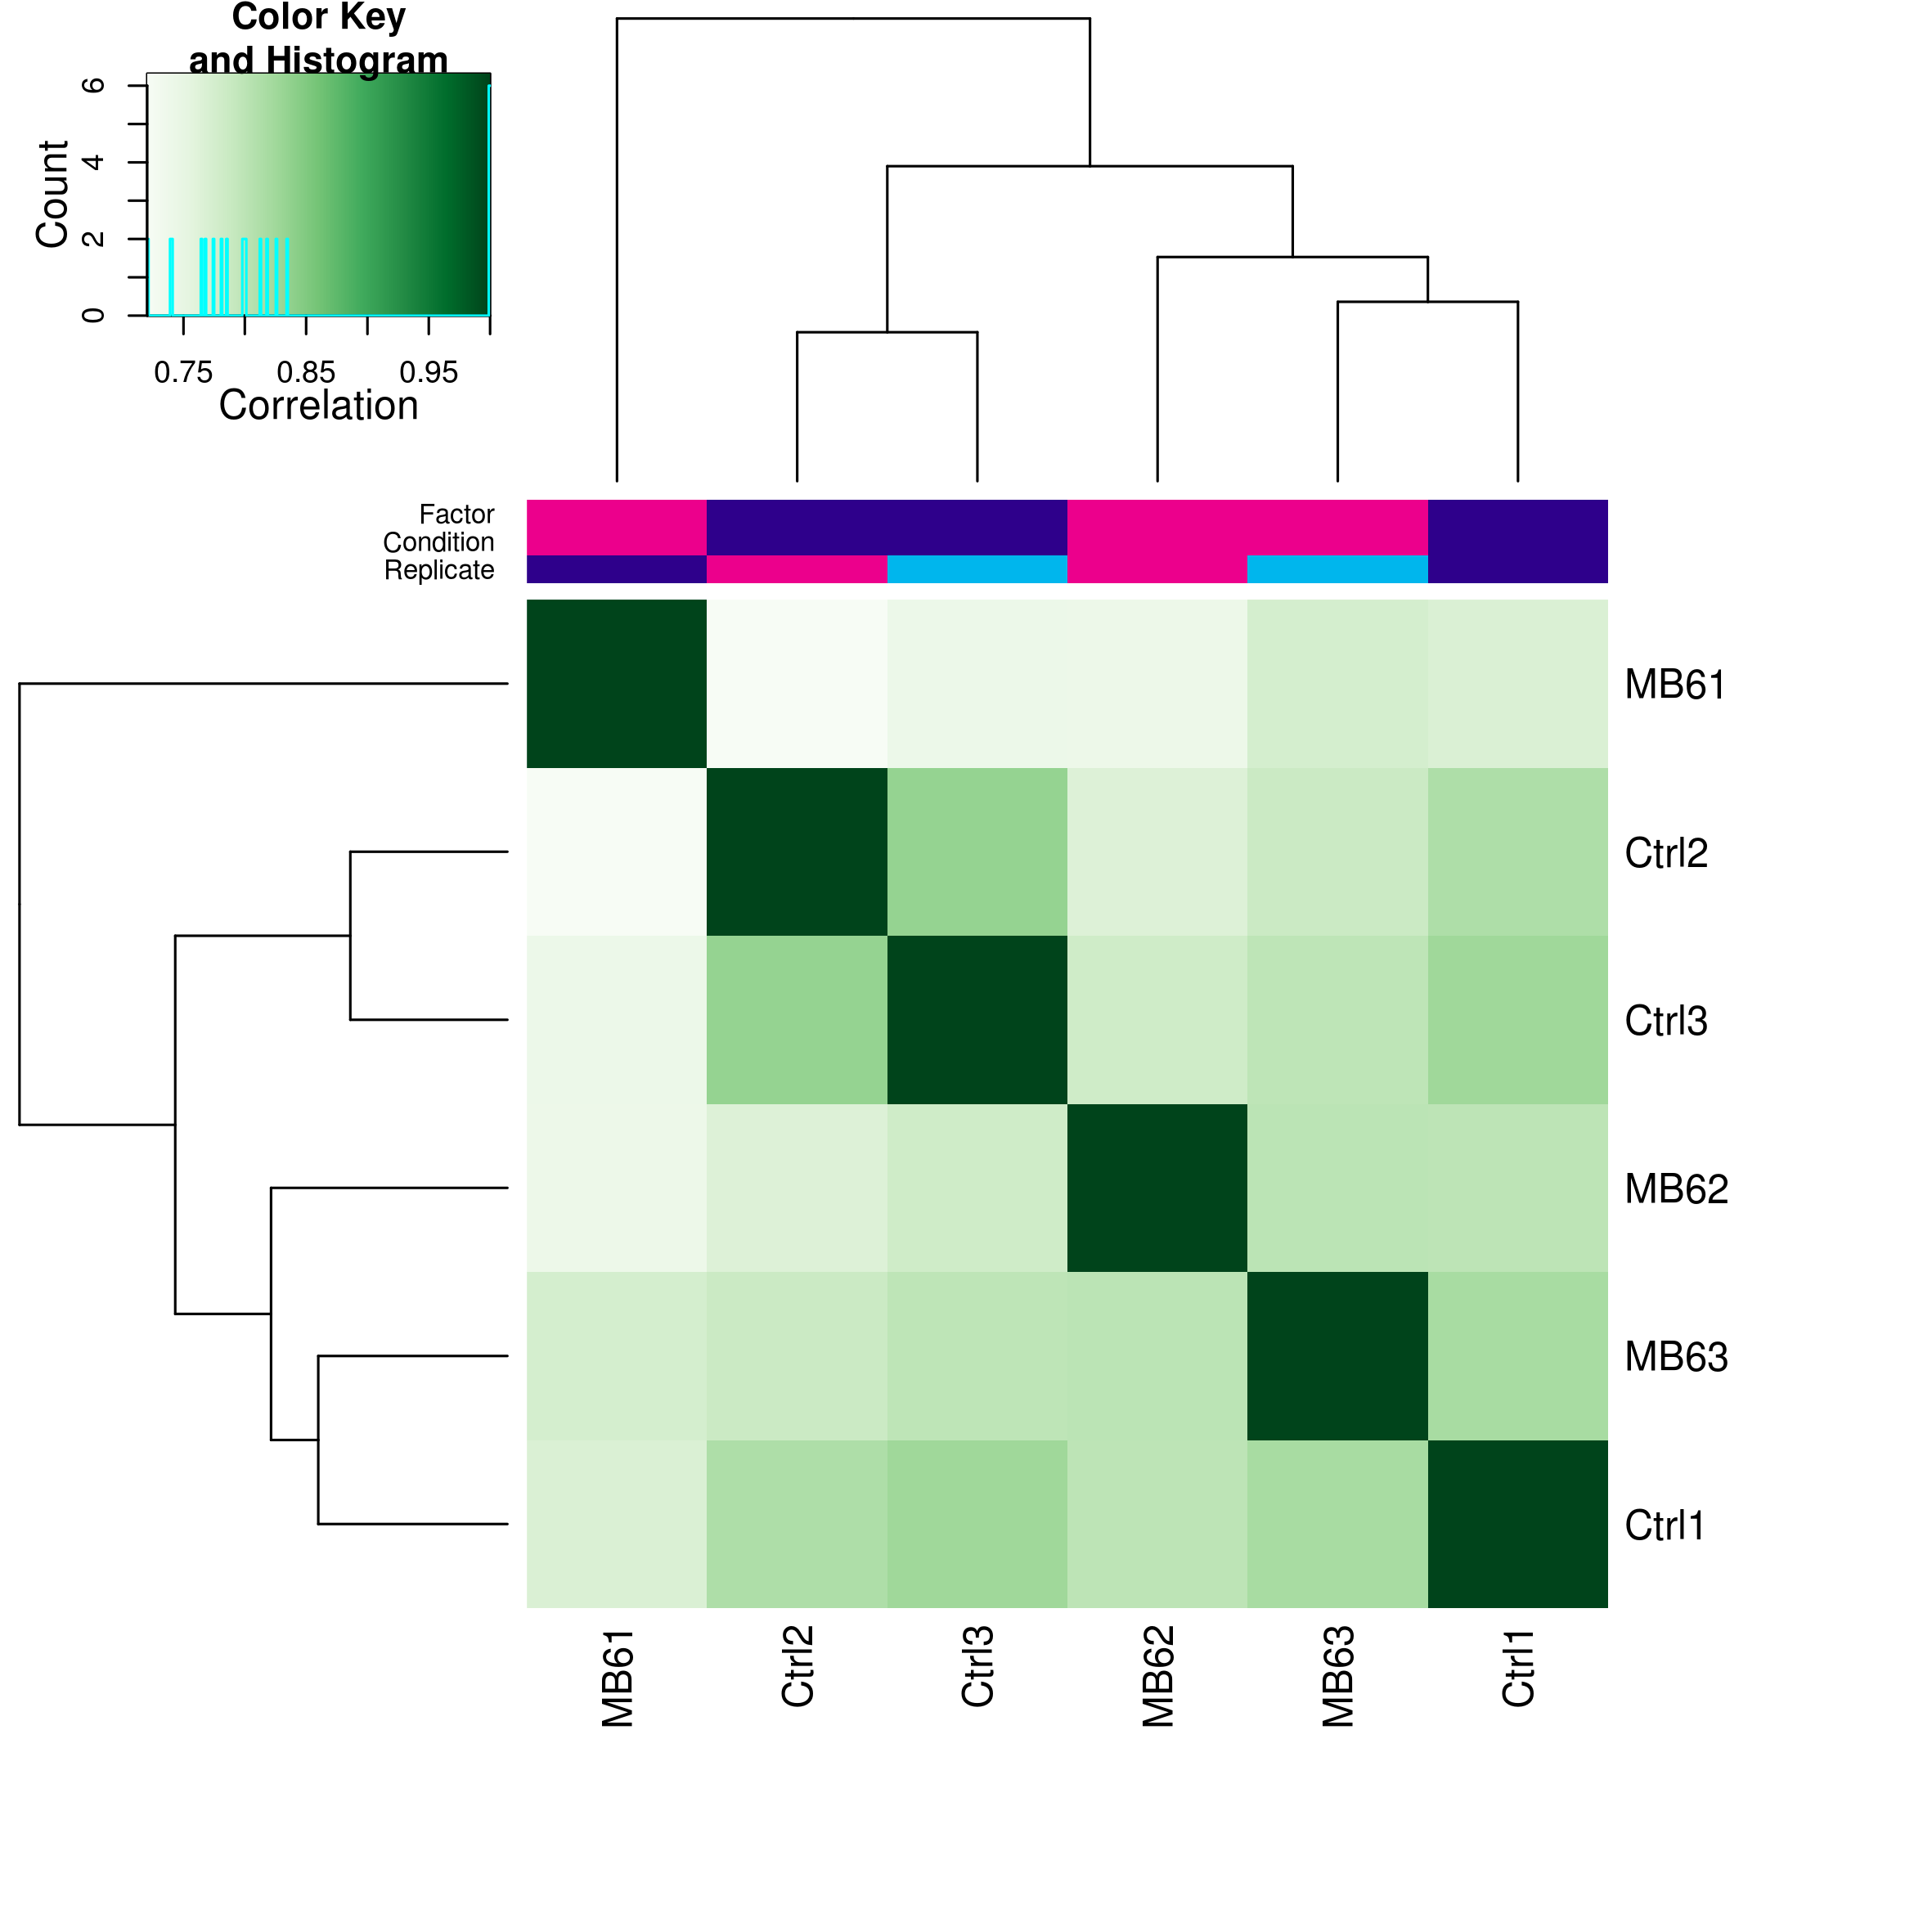 Color Key
and Histogram
Count
0 2 4 6
0.75 0.85 0.95
Correlation
Factor
Condition
Replicate
MB61
Ctrl2
Ctrl3
MB62
MB63
Ctrl1
MB61 Ctrl2 Ctrl3 MB62 MB63 Ctrl1